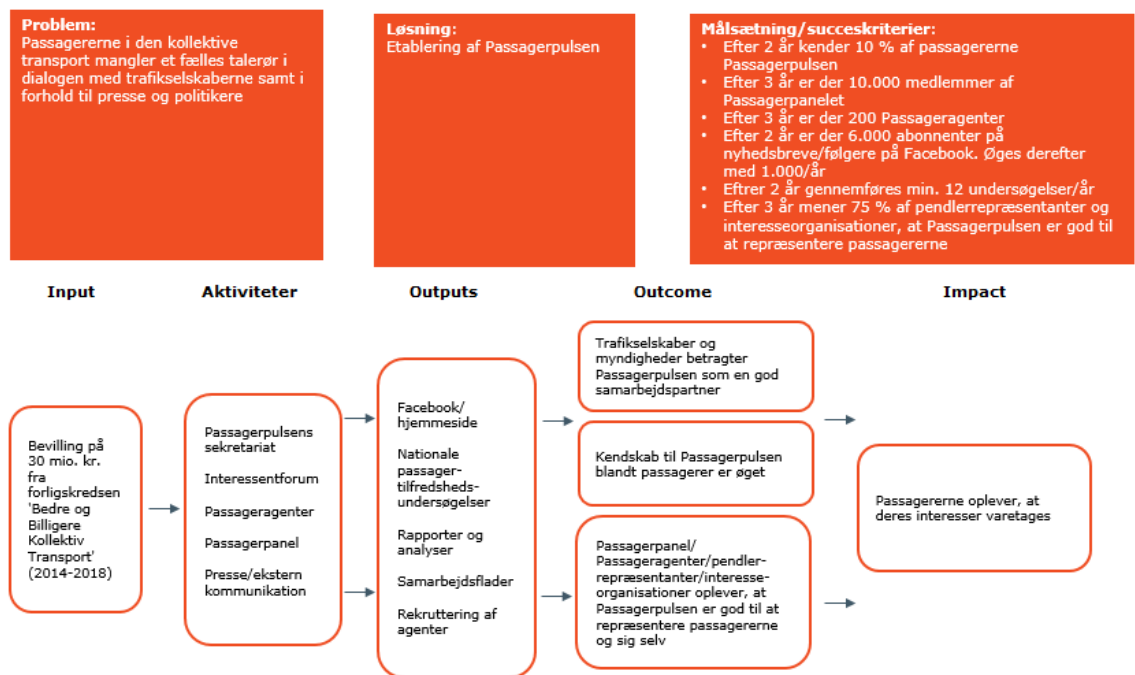 Problem:
Passagererne i den kollektive
transport mangler et fælles talerør i
dialogen med trafikselskaberne samt i
forhold til presse og politikere
Løsning:
Etablering af Passagerpulsen
Målsætning/succeskriterier:
• Efter 2 år kender 10 % af passagererne
Passagerpulsen
• Efter 3 år er der 10.000 medlemmer af
Passagerpanelet
• Efter 3 år er der 200 Passageragenter
• Efter 2 år er der 6.000 abonnenter på
nyhedsbreve/følgere på Facebook. Øges derefter
med 1.000/år
• Eftrer 2 år gennemføres min. 12 undersøgelser/år
• Efter 3 år mener 75 % af pendlerrepræsentanter og
interesseorganisationer, at Passagerpulsen er god til
at repræsentere passagererne
Input
Aktiviteter
Outputs
Outcome
Impact
Bevilling på
30 mio. kr.
fra
forligskredsen
'Bedre og
Billigere
Kollektiv
Transport'
(2014-2018)
Passagerpulsens
sekretariat
Interessentforum
Passageragenter
Passagerpanel
Presse/ekstern
kommunikation
Facebook/
hjemmeside
Nationale
passager-
tilfredsheds-
undersøgelser
Rapporter og
analyser
Samarbejdsflader
Rekruttering af
agenter
Trafikselskaber og
myndigheder betragter
Passagerpulsen som en god
samarbejdspartner
Kendskab til Passagerpulsen
blandt passagerer er øget
Passagerpanel/
Passageragenter/pendler-
repræsentanter/interesse-
organisationer oplever, at
Passagerpulsen er god til at
repræsentere passagererne
og sig selv
Passagererne oplever, at
deres interesser varetages